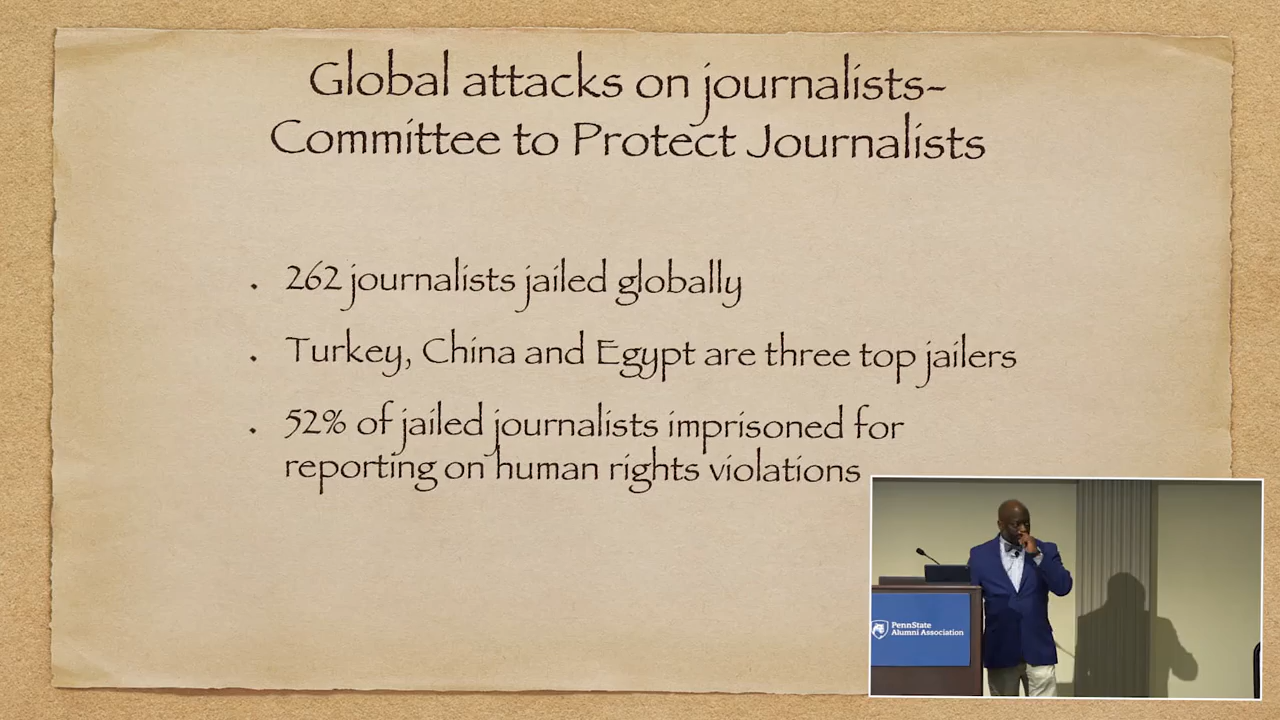 Global attacks on journalists-
Committee to Protect Journalists
. 262 journalists jailed globally
. Turkey, China and Egypt are three top jailers
. 52% of jailed journalists imprisoned for
reporting on human rights violations
PennState
Alumni Association